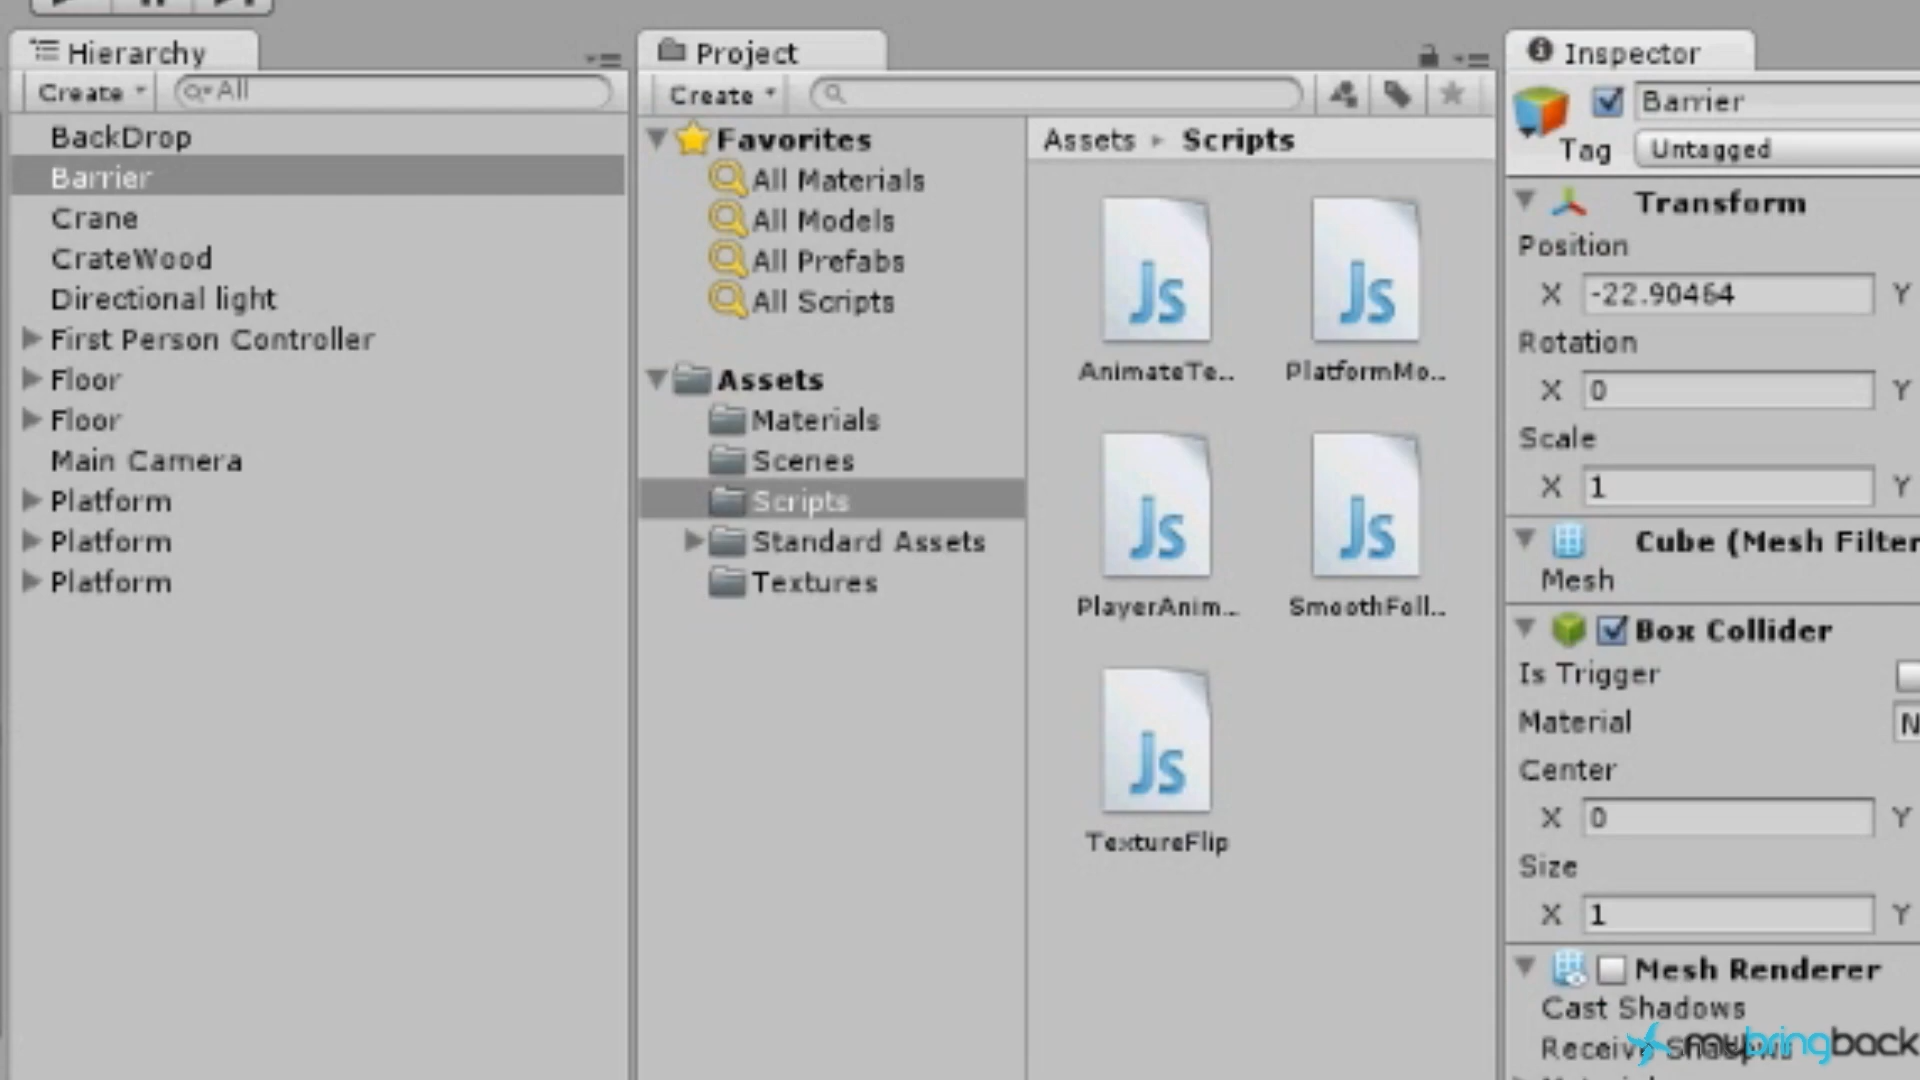 Hierarchy
Create
All
BackDrop
Barrier
Crane
CrateWood
Directional light
First Person Controller
Floor
Floor
Main Camera
Platform
Platform
Platform
Project
Create
Favorites
All Materials
All Models
All Prefabs
All Scripts
Assets
Materials
Scenes
Scripts
Standard Assets
Textures
Assets Scripts
Js
AnimateTe...
Js
PlatformMo...
Js
PlayerAnim...
Js
SmoothFoll...
Js
TextureFlip
Inspector
Barrier
Tag Untagged
Transform
Position
X -22.90464 Y
Rotation
X 0 Y
Scale
X 1 Y
Cube (Mesh Filter
Mesh
Box Collider
Is Trigger
Material N
Center
X 0 Y
Size
X 1 Y
Mesh Renderer
Cast Shadows
Receive Shadows
mybringback